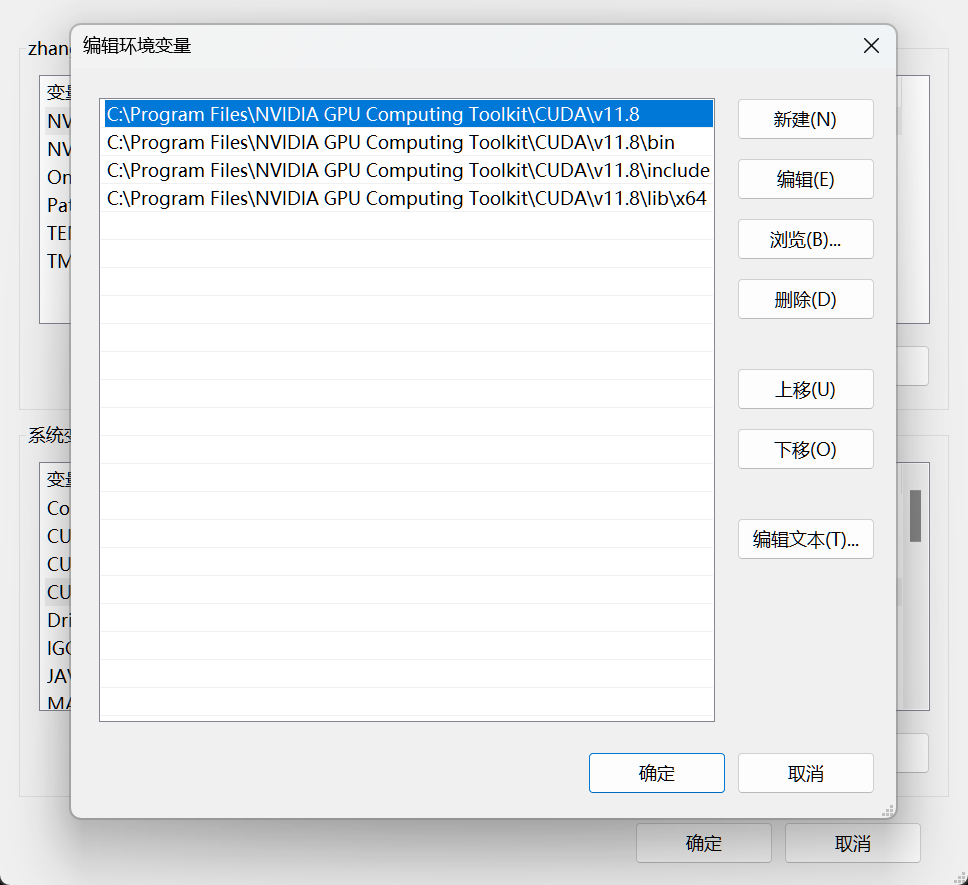 编辑环境变量
zhan
变量
NV
NV
On
Pat
TEM
TM
C:\Program Files\NVIDIA GPU Computing Toolkit\CUDA\v11.8
C:\Program Files\NVIDIA GPU Computing Toolkit\CUDA\v11.8\bin
C:\Program Files\NVIDIA GPU Computing Toolkit\CUDA\v11.8\include
C:\Program Files\NVIDIA GPU Computing Toolkit\CUDA\v11.8\lib\x64
新建(N)
编辑(E)
浏览(B)...
删除(D)
上移(U)
下移(O)
编辑文本(T)...
系统变
变量
Co
CU
CU
CU
Dri
IGC
JAV
MA
确定
取消
确定
取消